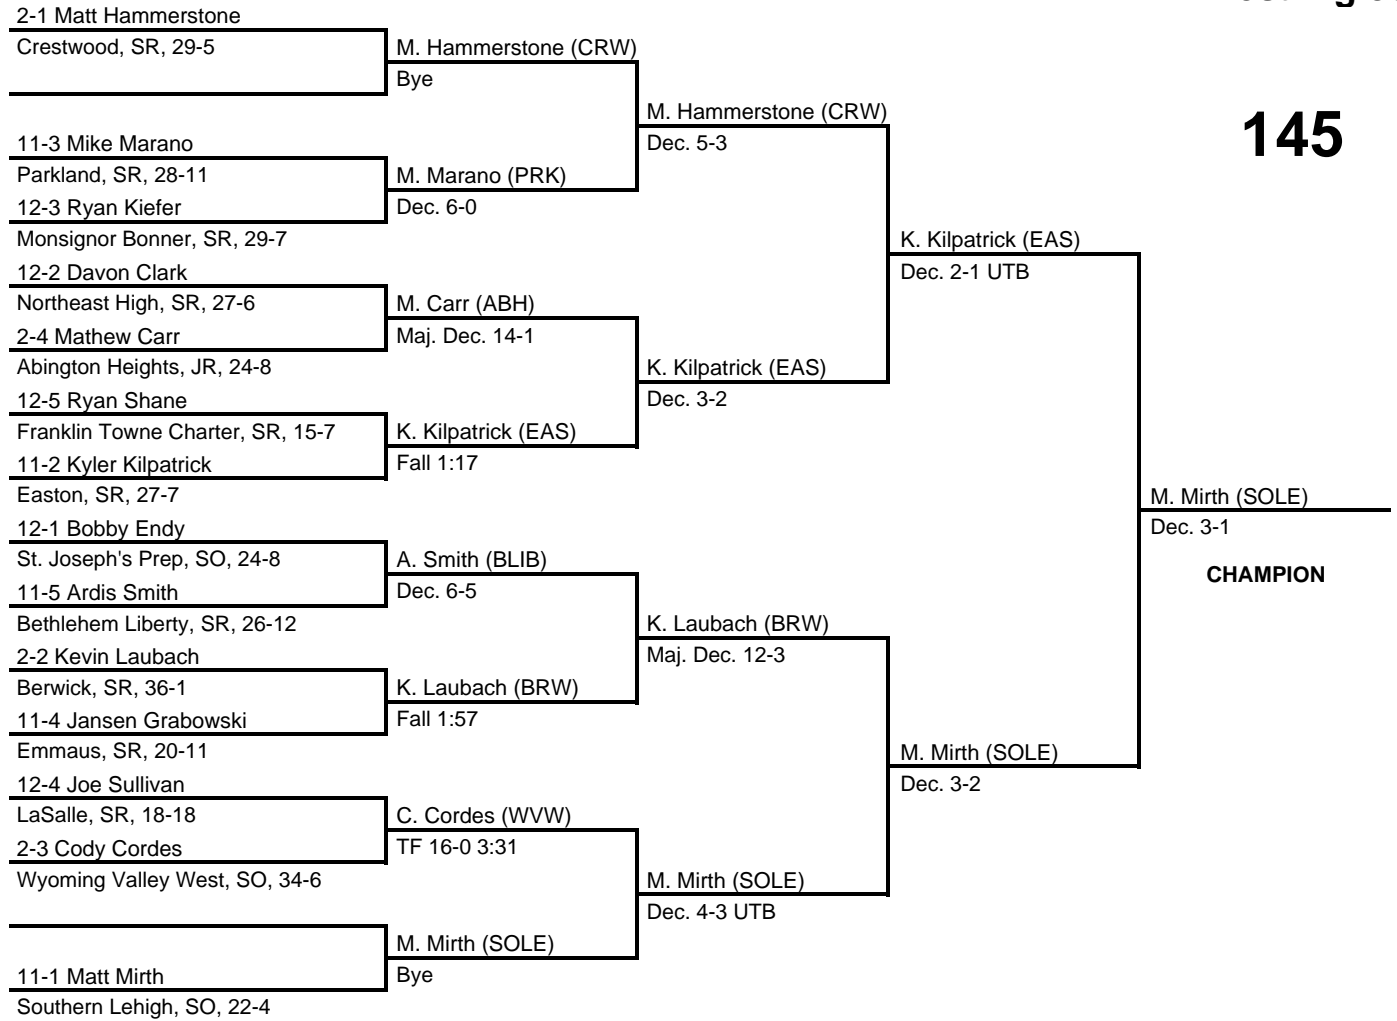 2-1 Matt Hammerstone
Crestwood, SR, 29-5
M. Hammerstone (CRW)
Bye
M. Hammerstone (CRW)
Dec. 5-3
145
11-3 Mike Marano
Parkland, SR, 28-11
M. Marano (PRK)
Dec. 6-0
12-3 Ryan Kiefer
Monsignor Bonner, SR, 29-7
K. Kilpatrick (EAS)
Dec. 2-1 UTB
12-2 Davon Clark
Northeast High, SR, 27-6
M. Carr (ABH)
Maj. Dec. 14-1
2-4 Mathew Carr
Abington Heights, JR, 24-8
K. Kilpatrick (EAS)
Dec. 3-2
12-5 Ryan Shane
Franklin Towne Charter, SR, 15-7
K. Kilpatrick (EAS)
Fall 1:17
11-2 Kyler Kilpatrick
Easton, SR, 27-7
M. Mirth (SOLE)
Dec. 3-1
CHAMPION
12-1 Bobby Endy
St. Joseph's Prep, SO, 24-8
A. Smith (BLIB)
Dec. 6-5
11-5 Ardis Smith
Bethlehem Liberty, SR, 26-12
K. Laubach (BRW)
Maj. Dec. 12-3
2-2 Kevin Laubach
Berwick, SR, 36-1
K. Laubach (BRW)
Fall 1:57
11-4 Jansen Grabowski
Emmaus, SR, 20-11
M. Mirth (SOLE)
Dec. 3-2
12-4 Joe Sullivan
LaSalle, SR, 18-18
C. Cordes (WVW)
TF 16-0 3:31
2-3 Cody Cordes
Wyoming Valley West, SO, 34-6
M. Mirth (SOLE)
Dec. 4-3 UTB
M. Mirth (SOLE)
Bye
11-1 Matt Mirth
Southern Lehigh, SO, 22-4